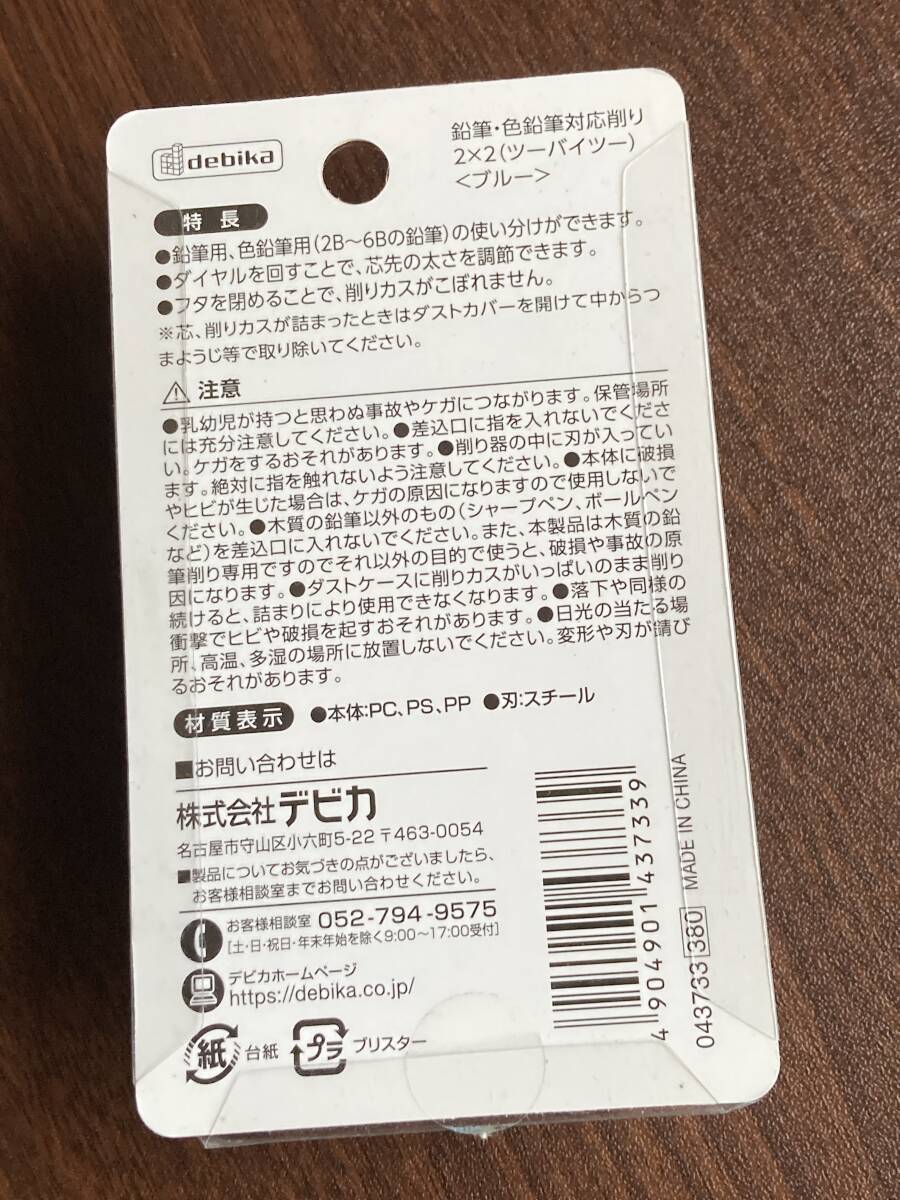 debika
鉛筆・色鉛筆対応削り
2×2(ツーバイツー)
<ブルー>
特長
●鉛筆用、色鉛筆用(2B～6Bの鉛筆)の使い分けができます。
●ダイヤルを回すことで、芯先の太さを調節できます。
●フタを閉めることで、削りカスがこぼれません。
※芯、削りカスが詰まったときはダストカバーを開けて中からつ
まようじ等で取り除いてください。
注意
●乳幼児が持つと思わぬ事故やケガにつながります。保管場所
には充分注意してください。●差込口に指を入れないでくださ
い。ケガをするおそれがあります。●削り器の中に刃が入ってい
ます。絶対に指を触れないよう注意してください。●本体に破損
やヒビが生じた場合は、ケガの原因になりますので使用しないで
ください。●木質の鉛筆以外のもの(シャープペン、ボールペン
など)を差込口に入れないでください。また、本製品は木質の鉛
筆削り専用ですのでそれ以外の目的で使うと、破損や事故の原
因になります。●ダストケースに削りカスがいっぱいのまま削り
続けると、詰まりにより使用できなくなります。●落下や同様の
衝撃でヒビや破損を起すおそれがあります。●日光の当たる場
所、高温、多湿の場所に放置しないでください。変形や刃が錆び
るおそれがあります。
材質表示 ●本体:PC、PS、PP ●刃:スチール
■お問い合わせは
株式会社デビカ
名古屋市守山区小六町5-22 〒463-0054
■製品についてお気づきの点がございましたら、
お客様相談室までお問い合わせください。
お客様相談室 052-794-9575
[土・日・祝日・年末年始を除く9:00～17:00受付]
デビカホームページ
https://debika.co.jp/
紙 台紙 プラ ブリスター
4 904901 437339
043733 380 MADE IN CHINA